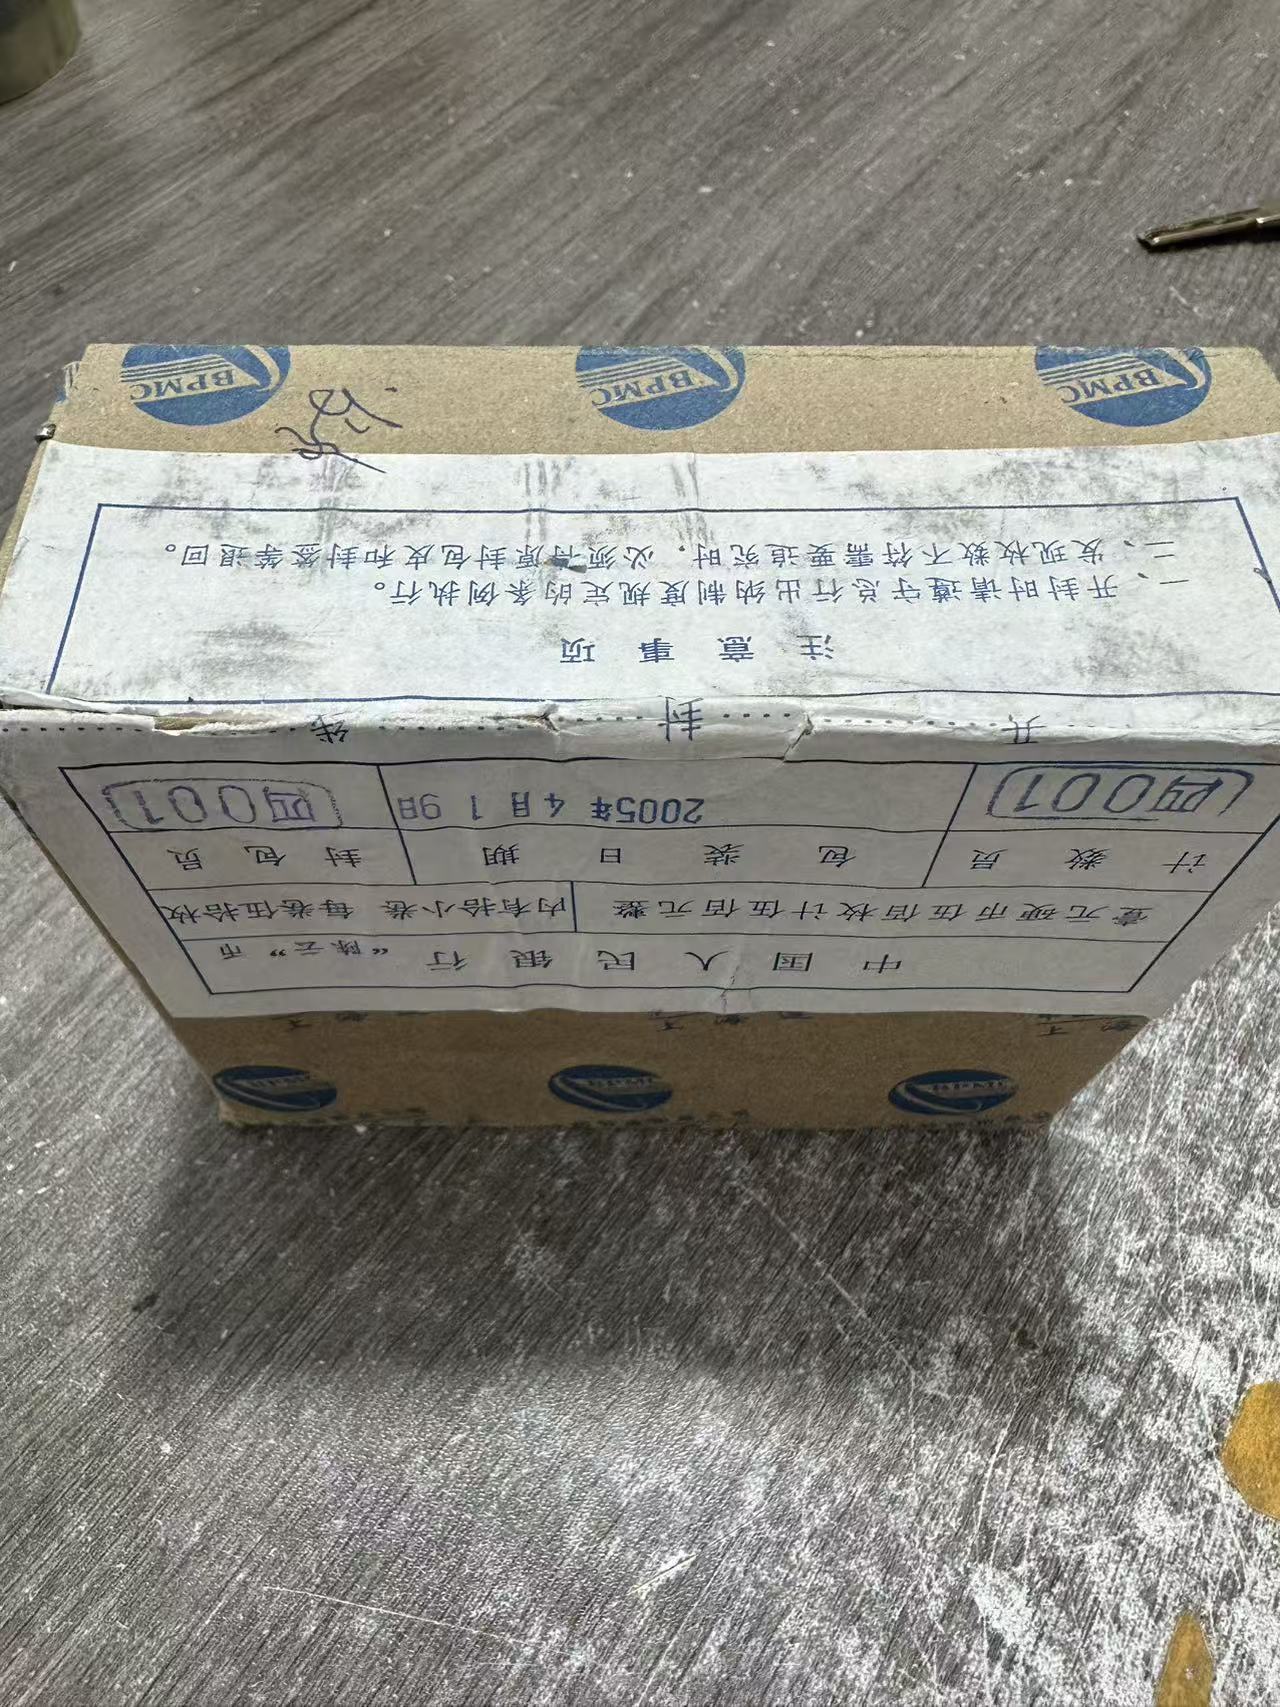 中国人民银行 “陈云”币
壹元硬币伍佰枚计伍佰元整 内有拾小卷 每卷伍拾枚
计数员 包装日期 封包员
四001 2005年4月19日 四001
开封线
注意事项
一、开封时请遵守总行出纳制度规定的条例执行。
二、发现枚数不符需要追究时,必须将原封包皮和封签等退回。
BPMC BPMC BPMC